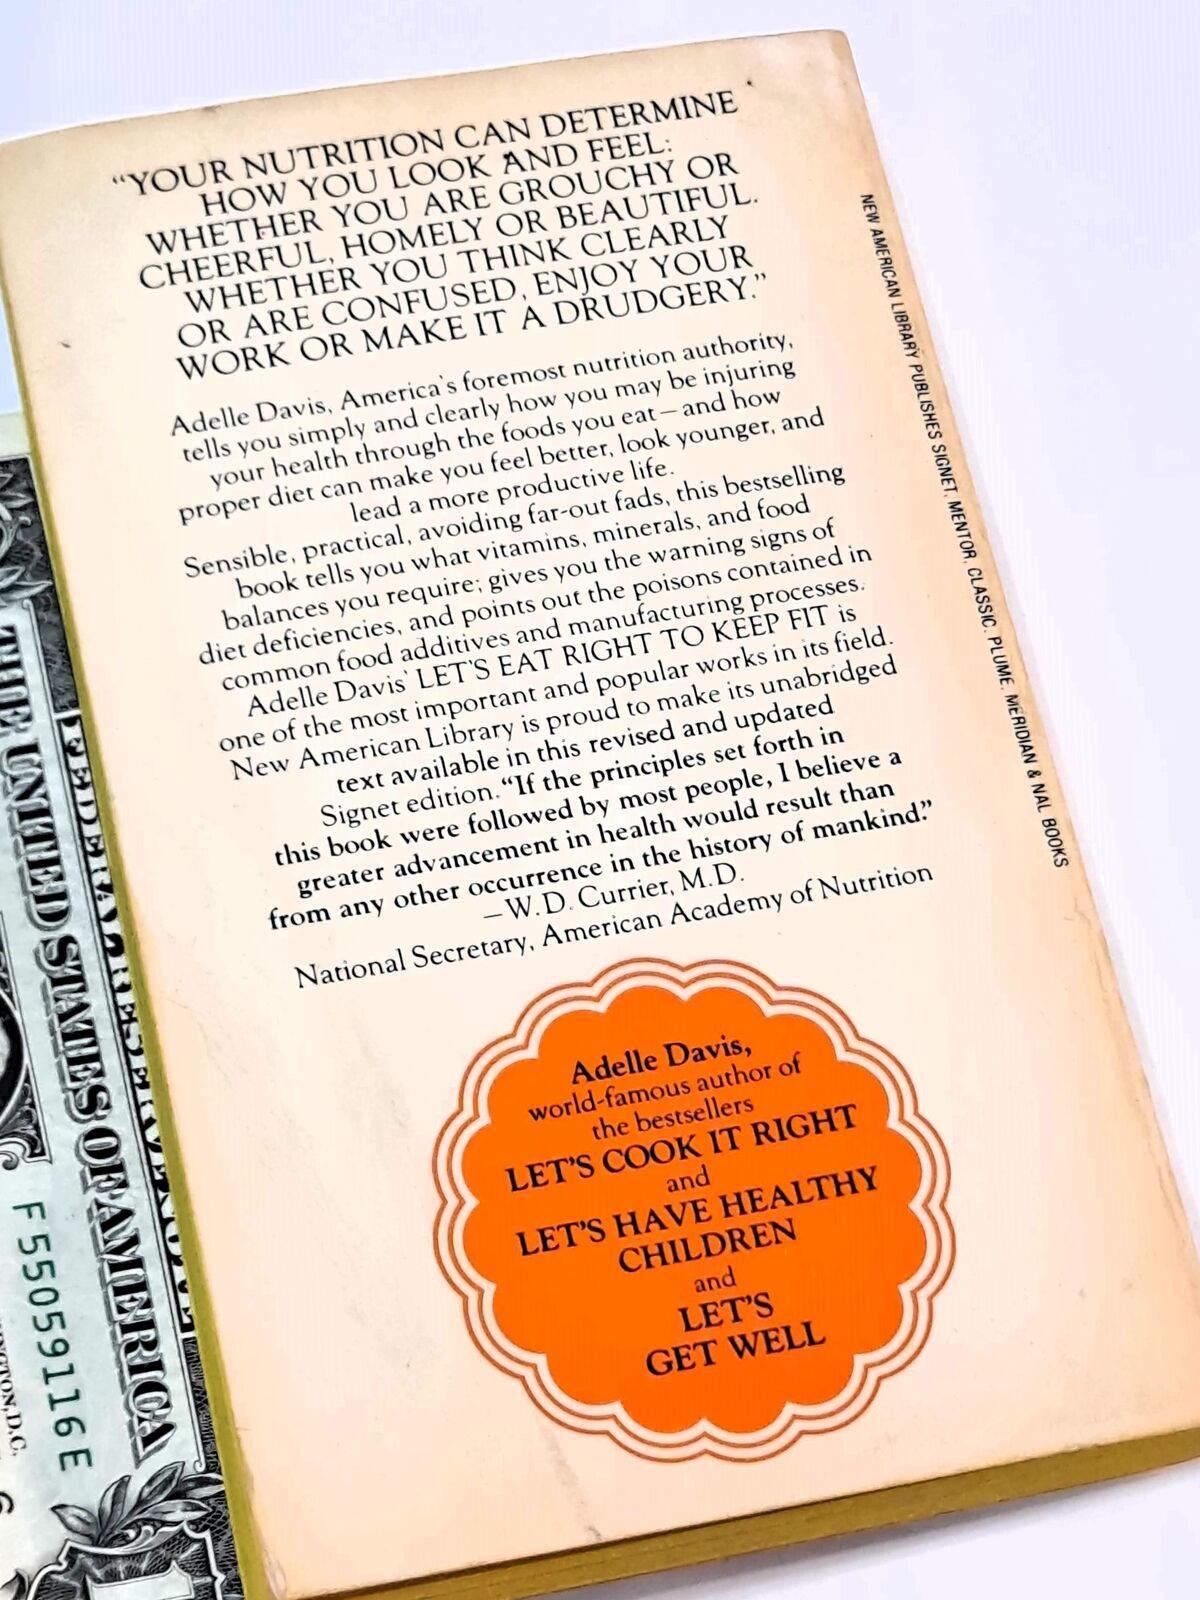 “YOUR NUTRITION CAN DETERMINE
HOW YOU LOOK AND FEEL:
WHETHER YOU ARE GROUCHY OR
CHEERFUL, HOMELY OR BEAUTIFUL.
WHETHER YOU THINK CLEARLY
OR ARE CONFUSED, ENJOY YOUR
WORK OR MAKE IT A DRUDGERY.”
Adelle Davis, America's foremost nutrition authority,
tells you simply and clearly how you may be injuring
your health through the foods you eat—and how
proper diet can make you feel better, look younger, and
lead a more productive life.
Sensible, practical, avoiding far-out fads, this bestselling
book tells you what vitamins, minerals, and food
balances you require; gives you the warning signs of
diet deficiencies, and points out the poisons contained in
common food additives and manufacturing processes.
Adelle Davis' LET'S EAT RIGHT TO KEEP FIT is
one of the most important and popular works in its field.
New American Library is proud to make its unabridged
text available in this revised and updated
Signet edition. “If the principles set forth in
this book were followed by most people, I believe a
greater advancement in health would result than
from any other occurrence in the history of mankind.”
—W. D. Currier, M.D.
National Secretary, American Academy of Nutrition
Adelle Davis,
world-famous author of
the bestsellers
LET'S COOK IT RIGHT
and
LET'S HAVE HEALTHY
CHILDREN
and
LET'S
GET WELL
NEW AMERICAN LIBRARY PUBLISHES SIGNET, MENTOR, CLASSIC, PLUME, MERIDIAN & NAL BOOKS
FEDERAL RESERVE NOTE
THE UNITED STATES OF AMERICA
F 55059116 E
D.C.
6
1